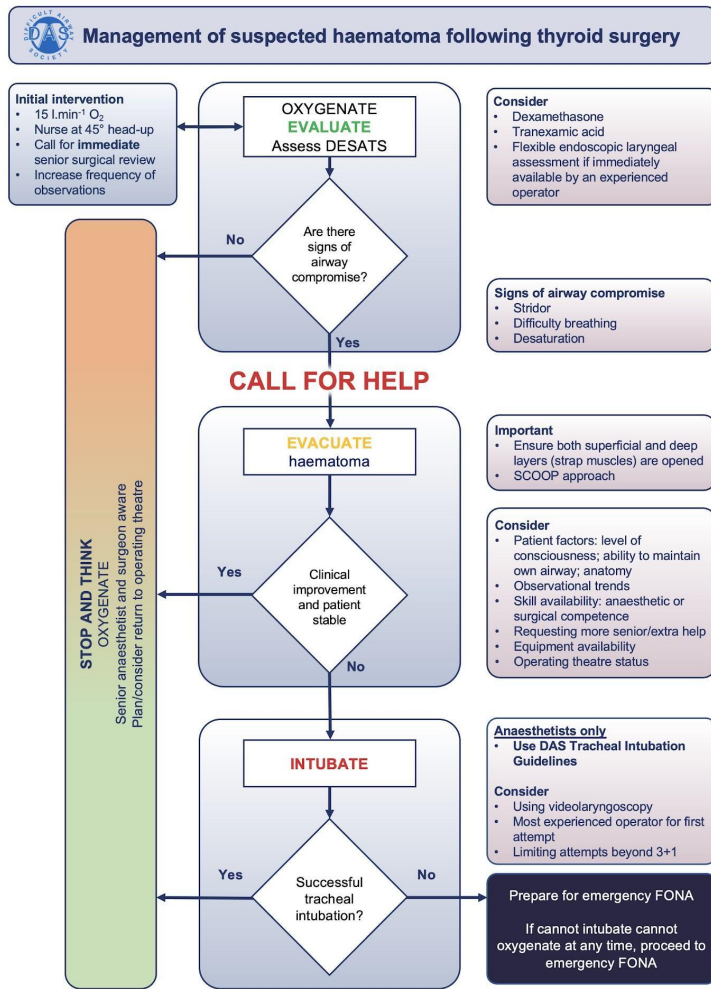 DIFFICULT AIRWAY
DAS
SOCIETY
Management of suspected haematoma following thyroid surgery
Initial intervention
• 15 l.min⁻¹ O₂
• Nurse at 45° head-up
• Call for immediate
senior surgical review
• Increase frequency of
observations
OXYGENATE
EVALUATE
Assess DESATS
Consider
• Dexamethasone
• Tranexamic acid
• Flexible endoscopic laryngeal
assessment if immediately
available by an experienced
operator
Are there
signs of
airway
compromise?
No
Yes
Signs of airway compromise
• Stridor
• Difficulty breathing
• Desaturation
CALL FOR HELP
EVACUATE
haematoma
Important
• Ensure both superficial and deep
layers (strap muscles) are opened
• SCOOP approach
Clinical
improvement
and patient
stable
Yes
No
Consider
• Patient factors: level of
consciousness; ability to maintain
own airway; anatomy
• Observational trends
• Skill availability: anaesthetic or
surgical competence
• Requesting more senior/extra help
• Equipment availability
• Operating theatre status
STOP AND THINK
OXYGENATE
Senior anaesthetist and surgeon aware
Plan/consider return to operating theatre
INTUBATE
Anaesthetists only
• Use DAS Tracheal Intubation
Guidelines
Consider
• Using videolaryngoscopy
• Most experienced operator for first
attempt
• Limiting attempts beyond 3+1
Successful
tracheal
intubation?
Yes
No
Prepare for emergency FONA
If cannot intubate cannot
oxygenate at any time, proceed to
emergency FONA